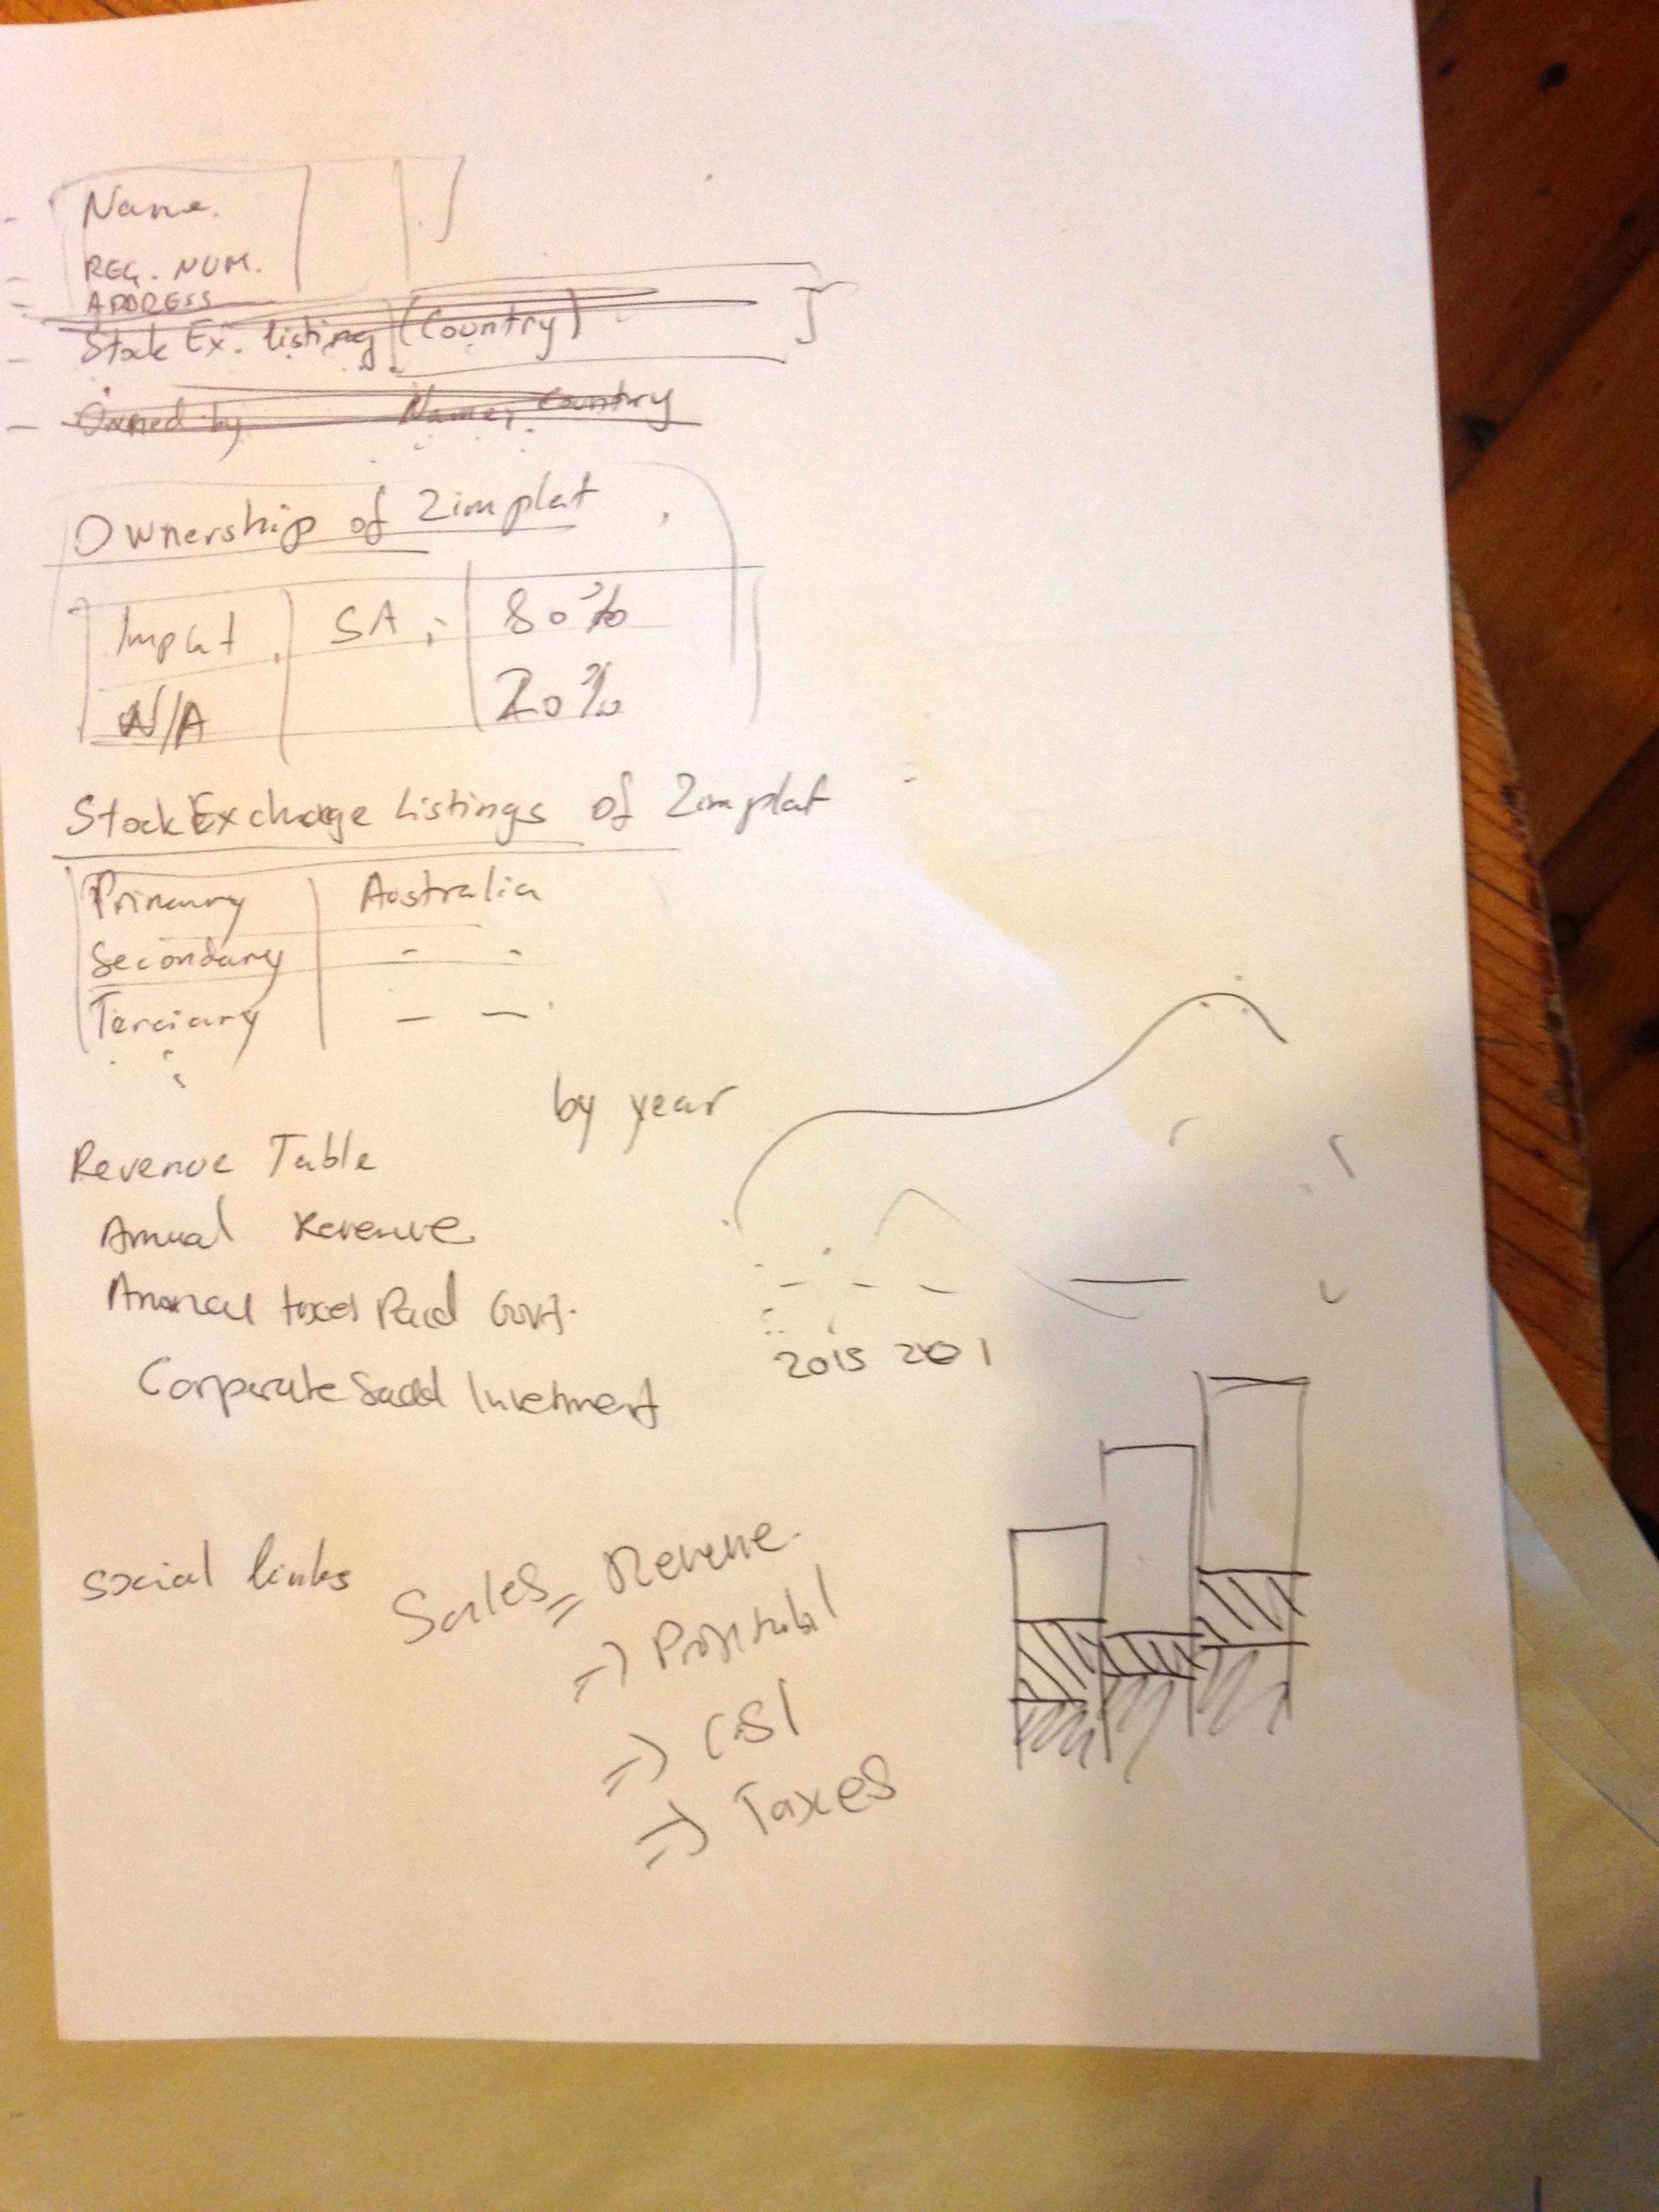 Name.
REG. NUM.
ADDRESS
Stock Ex. listing (Country)
Owned by Name, Country
Ownership of Zimplat
Implat SA, 80%
N/A 20%
Stock Exchange Listings of Zimplat
Primary Australia
Secondary - -
Terciary - -
by year
Revenue Table
Annual Revenue
Annual taxes Paid Govt.
2015 201
Corporate Social Investment
Social links
Sales = Revenue
=>
=> CSI
=> Taxes